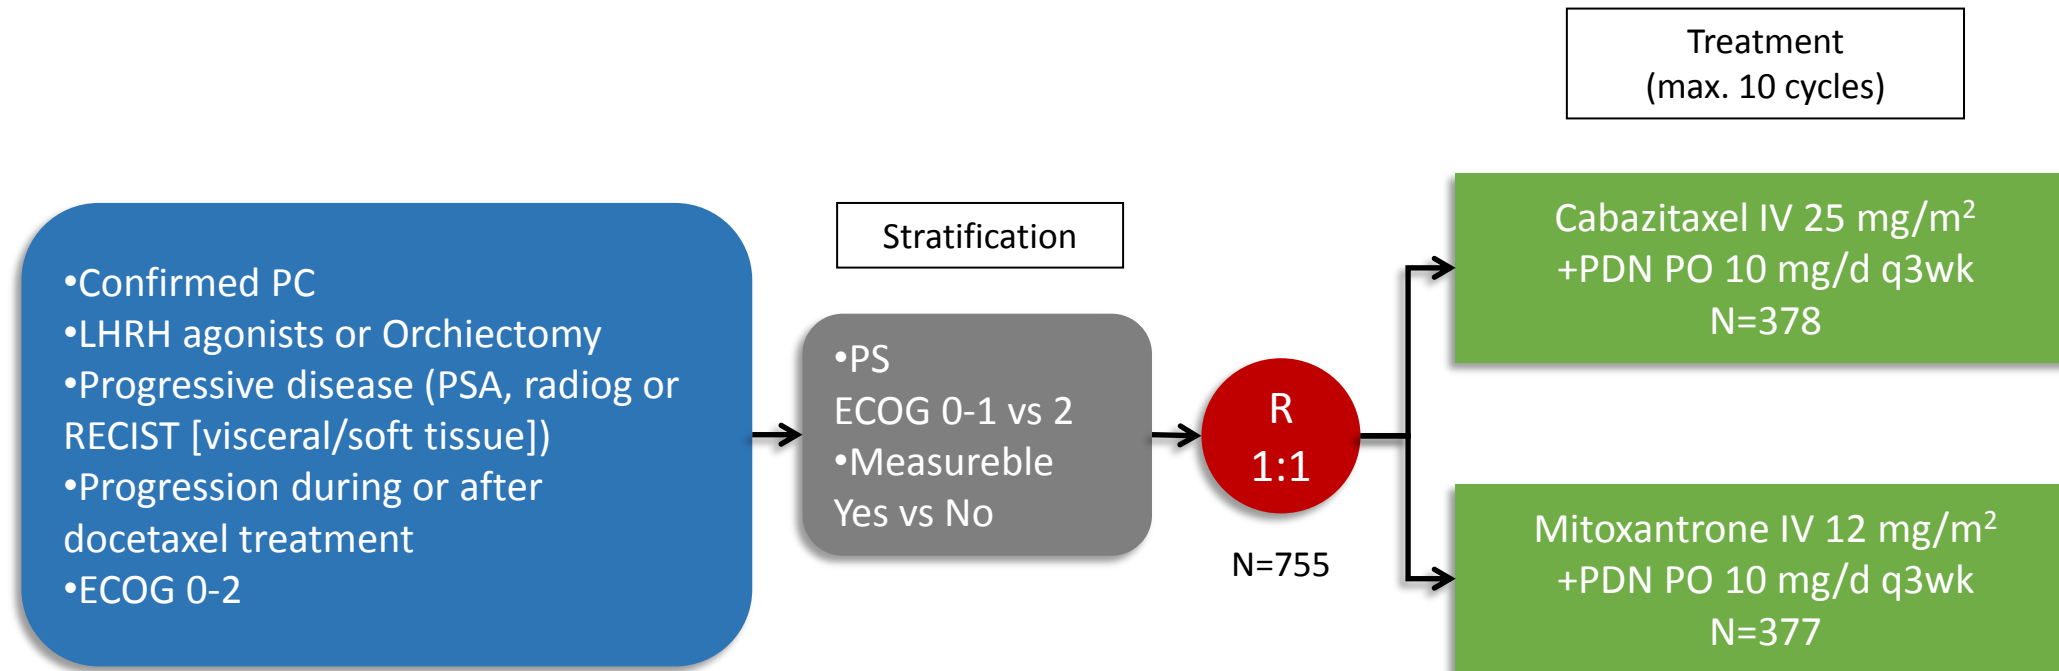 •Confirmed PC
•LHRH agonists or Orchiectomy
•Progressive disease (PSA, radiog or
RECIST [visceral/soft tissue])
•Progression during or after
docetaxel treatment
•ECOG 0-2
Stratification
•PS
ECOG 0-1 vs 2
•Measureble
Yes vs No
R
1:1
N=755
Treatment
(max. 10 cycles)
Cabazitaxel IV 25 mg/m²
+PDN PO 10 mg/d q3wk
N=378
Mitoxantrone IV 12 mg/m²
+PDN PO 10 mg/d q3wk
N=377